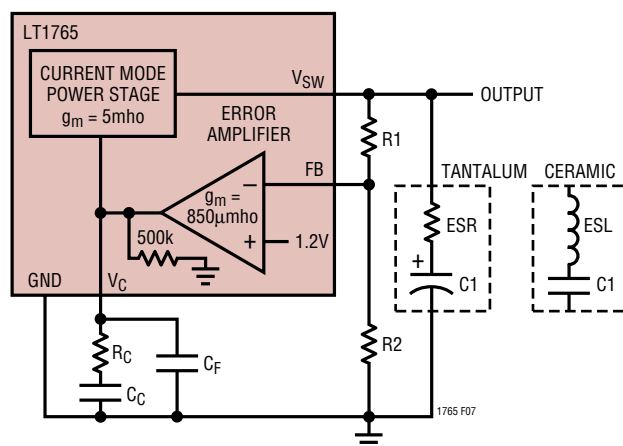 LT1765
CURRENT MODE
POWER STAGE
gm = 5mho
VSW
OUTPUT
ERROR
AMPLIFIER
R1
TANTALUM
CERAMIC
FB
gm =
850µmho
–
+
1.2V
500k
ESR
ESL
+
C1
C1
GND
VC
RC
CF
R2
CC
1765 F07